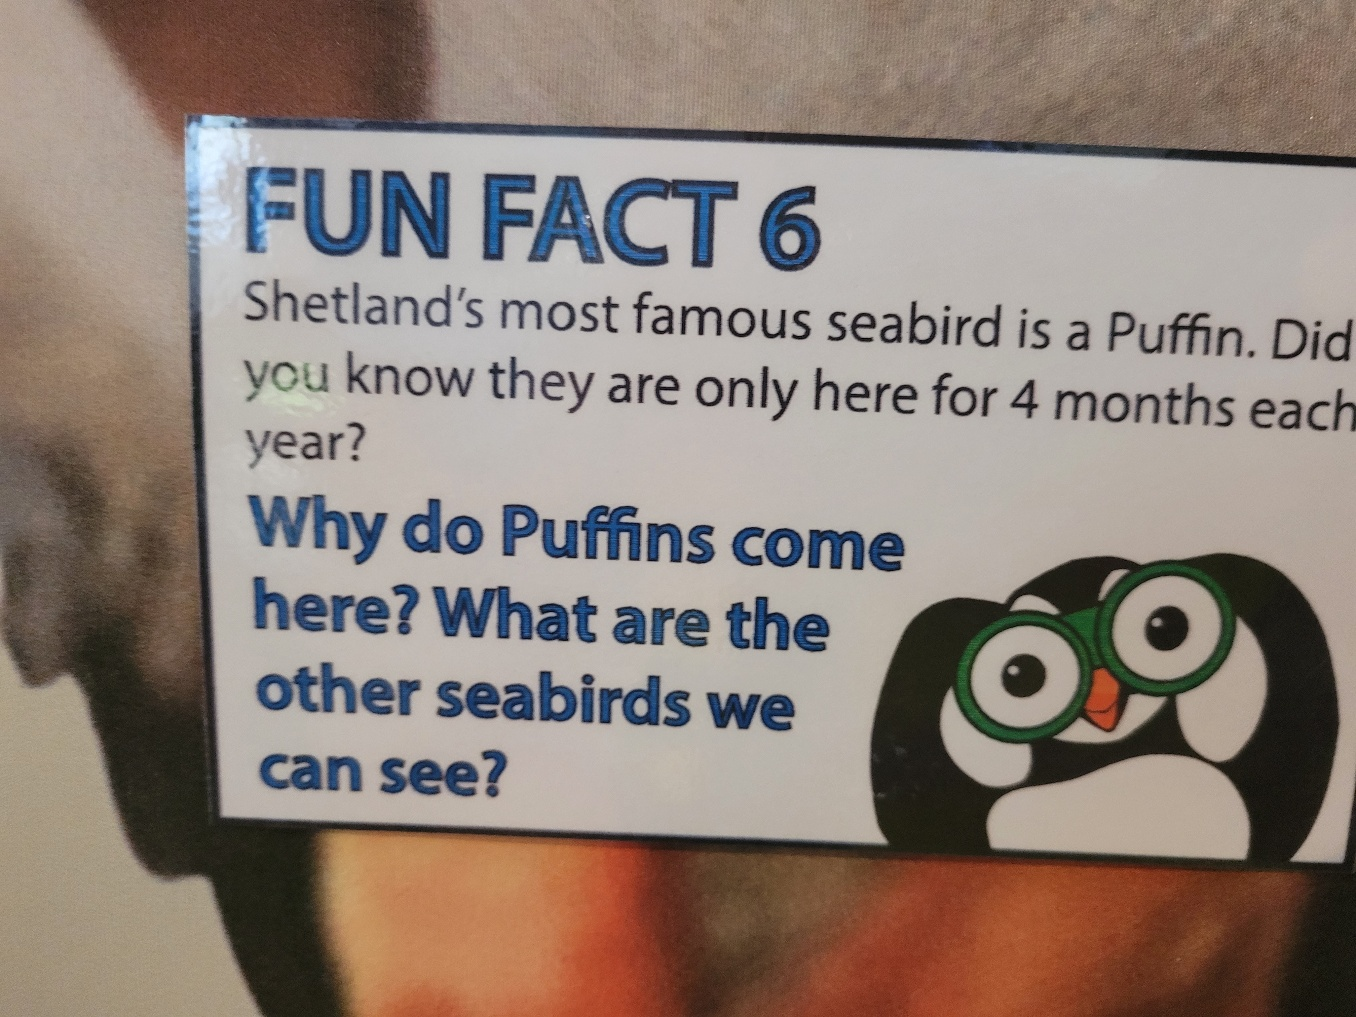 FUN FACT 6
Shetland's most famous seabird is a Puffin. Did
you know they are only here for 4 months each
year?
Why do Puffins come
here? What are the
other seabirds we
can see?